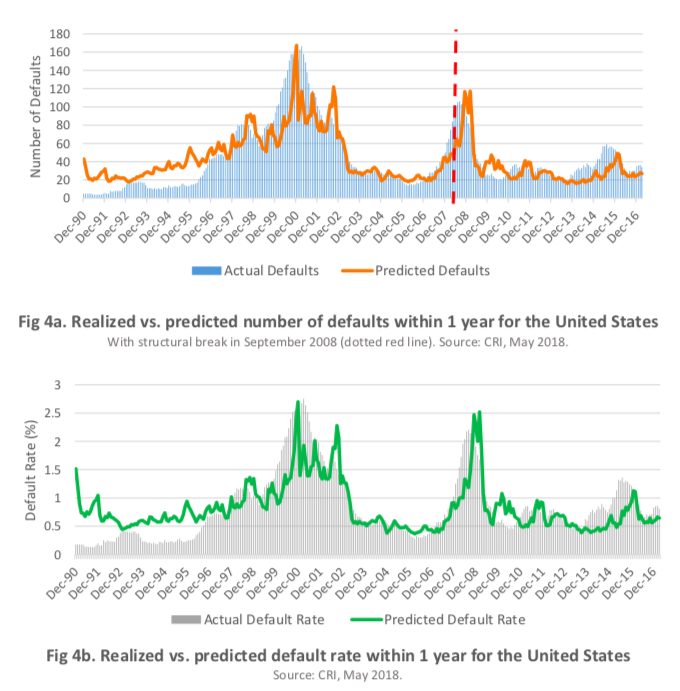 180
160
140
120
100
80
60
40
20
0
Number of Defaults
Dec-90 Dec-91 Dec-92 Dec-93 Dec-94 Dec-95 Dec-96 Dec-97 Dec-98 Dec-99 Dec-00 Dec-01 Dec-02 Dec-03 Dec-04 Dec-05 Dec-06 Dec-07 Dec-08 Dec-09 Dec-10 Dec-11 Dec-12 Dec-13 Dec-14 Dec-15 Dec-16
Actual Defaults Predicted Defaults
Fig 4a. Realized vs. predicted number of defaults within 1 year for the United States
With structural break in September 2008 (dotted red line). Source: CRI, May 2018.
3
2.5
2
1.5
1
0.5
0
Default Rate (%)
Dec-90 Dec-91 Dec-92 Dec-93 Dec-94 Dec-95 Dec-96 Dec-97 Dec-98 Dec-99 Dec-00 Dec-01 Dec-02 Dec-03 Dec-04 Dec-05 Dec-06 Dec-07 Dec-08 Dec-09 Dec-10 Dec-11 Dec-12 Dec-13 Dec-14 Dec-15 Dec-16
Actual Default Rate Predicted Default Rate
Fig 4b. Realized vs. predicted default rate within 1 year for the United States
Source: CRI, May 2018.